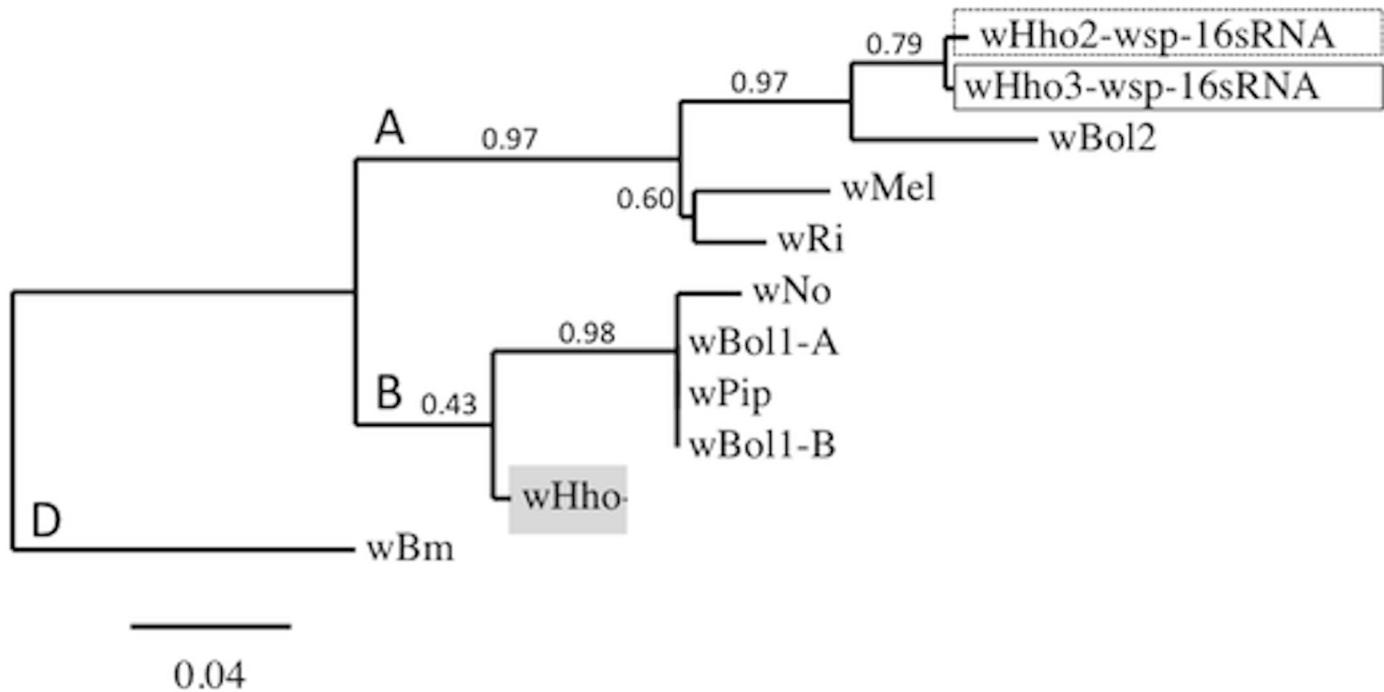 0.79 wHho2-wsp-16sRNA
0.97 wHho3-wsp-16sRNA
A 0.97 wBol2
0.60 wMel
wRi
wNo
0.98 wBol1-A
B 0.43 wPip
wBol1-B
wHho-
D wBm
0.04